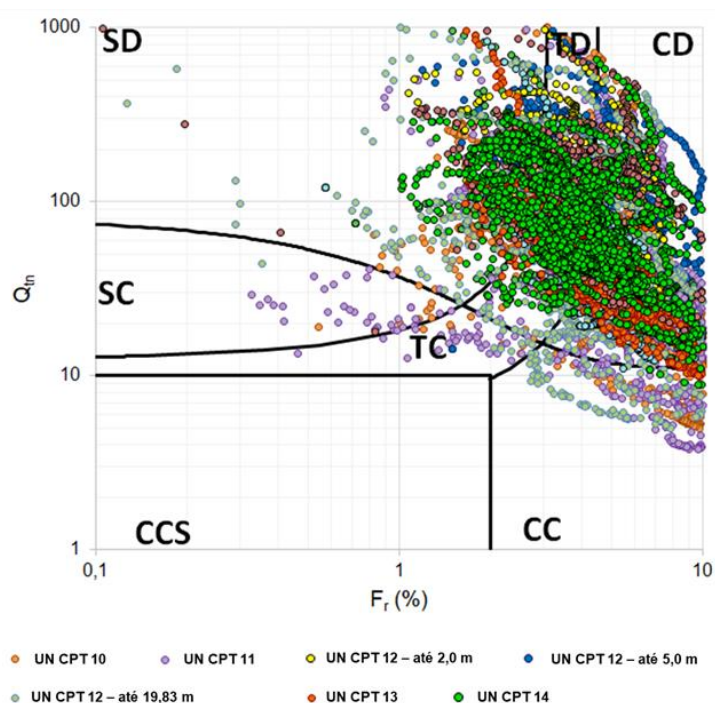 1000
SD
TD
CD
100
Qtn
SC
TC
10
CCS
CC
1
0,1
1
10
Fr (%)
UN CPT 10
UN CPT 11
UN CPT 12 – até 2,0 m
UN CPT 12 – até 5,0 m
UN CPT 12 – até 19,83 m
UN CPT 13
UN CPT 14